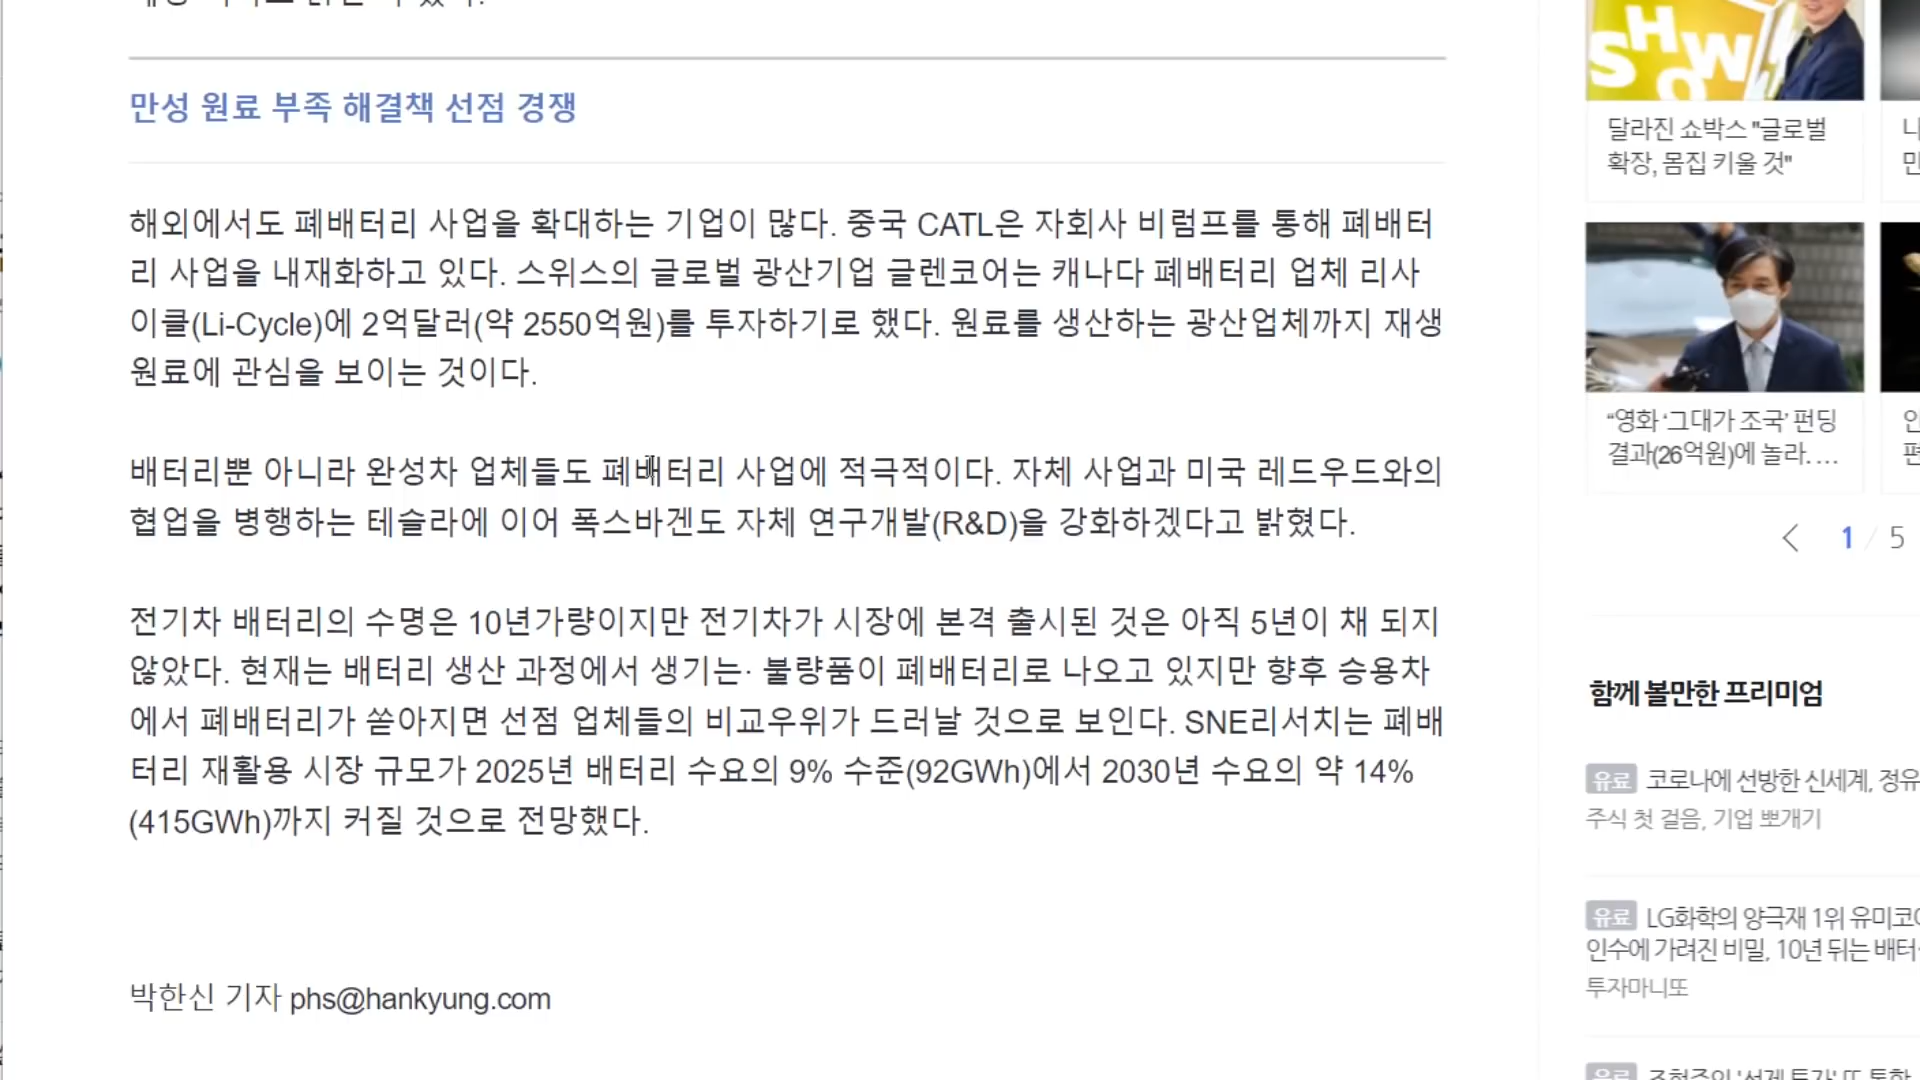 만성 원료 부족 해결책 선점 경쟁
해외에서도 폐배터리 사업을 확대하는 기업이 많다. 중국 CATL은 자회사 비럼프를 통해 폐배터
리 사업을 내재화하고 있다. 스위스의 글로벌 광산기업 글렌코어는 캐나다 폐배터리 업체 리사
이클(Li-Cycle)에 2억달러(약 2550억원)를 투자하기로 했다. 원료를 생산하는 광산업체까지 재생
원료에 관심을 보이는 것이다.
배터리뿐 아니라 완성차 업체들도 폐배터리 사업에 적극적이다. 자체 사업과 미국 레드우드와의
협업을 병행하는 테슬라에 이어 폭스바겐도 자체 연구개발(R&D)을 강화하겠다고 밝혔다.
전기차 배터리의 수명은 10년가량이지만 전기차가 시장에 본격 출시된 것은 아직 5년이 채 되지
않았다. 현재는 배터리 생산 과정에서 생기는· 불량품이 폐배터리로 나오고 있지만 향후 승용차
에서 폐배터리가 쏟아지면 선점 업체들의 비교우위가 드러날 것으로 보인다. SNE리서치는 폐배
터리 재활용 시장 규모가 2025년 배터리 수요의 9% 수준(92GWh)에서 2030년 수요의 약 14%
(415GWh)까지 커질 것으로 전망했다.
박한신 기자 phs@hankyung.com
SHOW
달라진 쇼박스 "글로벌
확장, 몸집 키울 것"
“영화 ‘그대가 조국’ 펀딩
결과(26억원)에 놀라. …
1 / 5
함께 볼만한 프리미엄
유료 코로나에 선방한 신세계, 정유
주식 첫 걸음, 기업 뽀개기
유료 LG화학의 양극재 1위 유미코
인수에 가려진 비밀, 10년 뒤는 배터
투자마니또